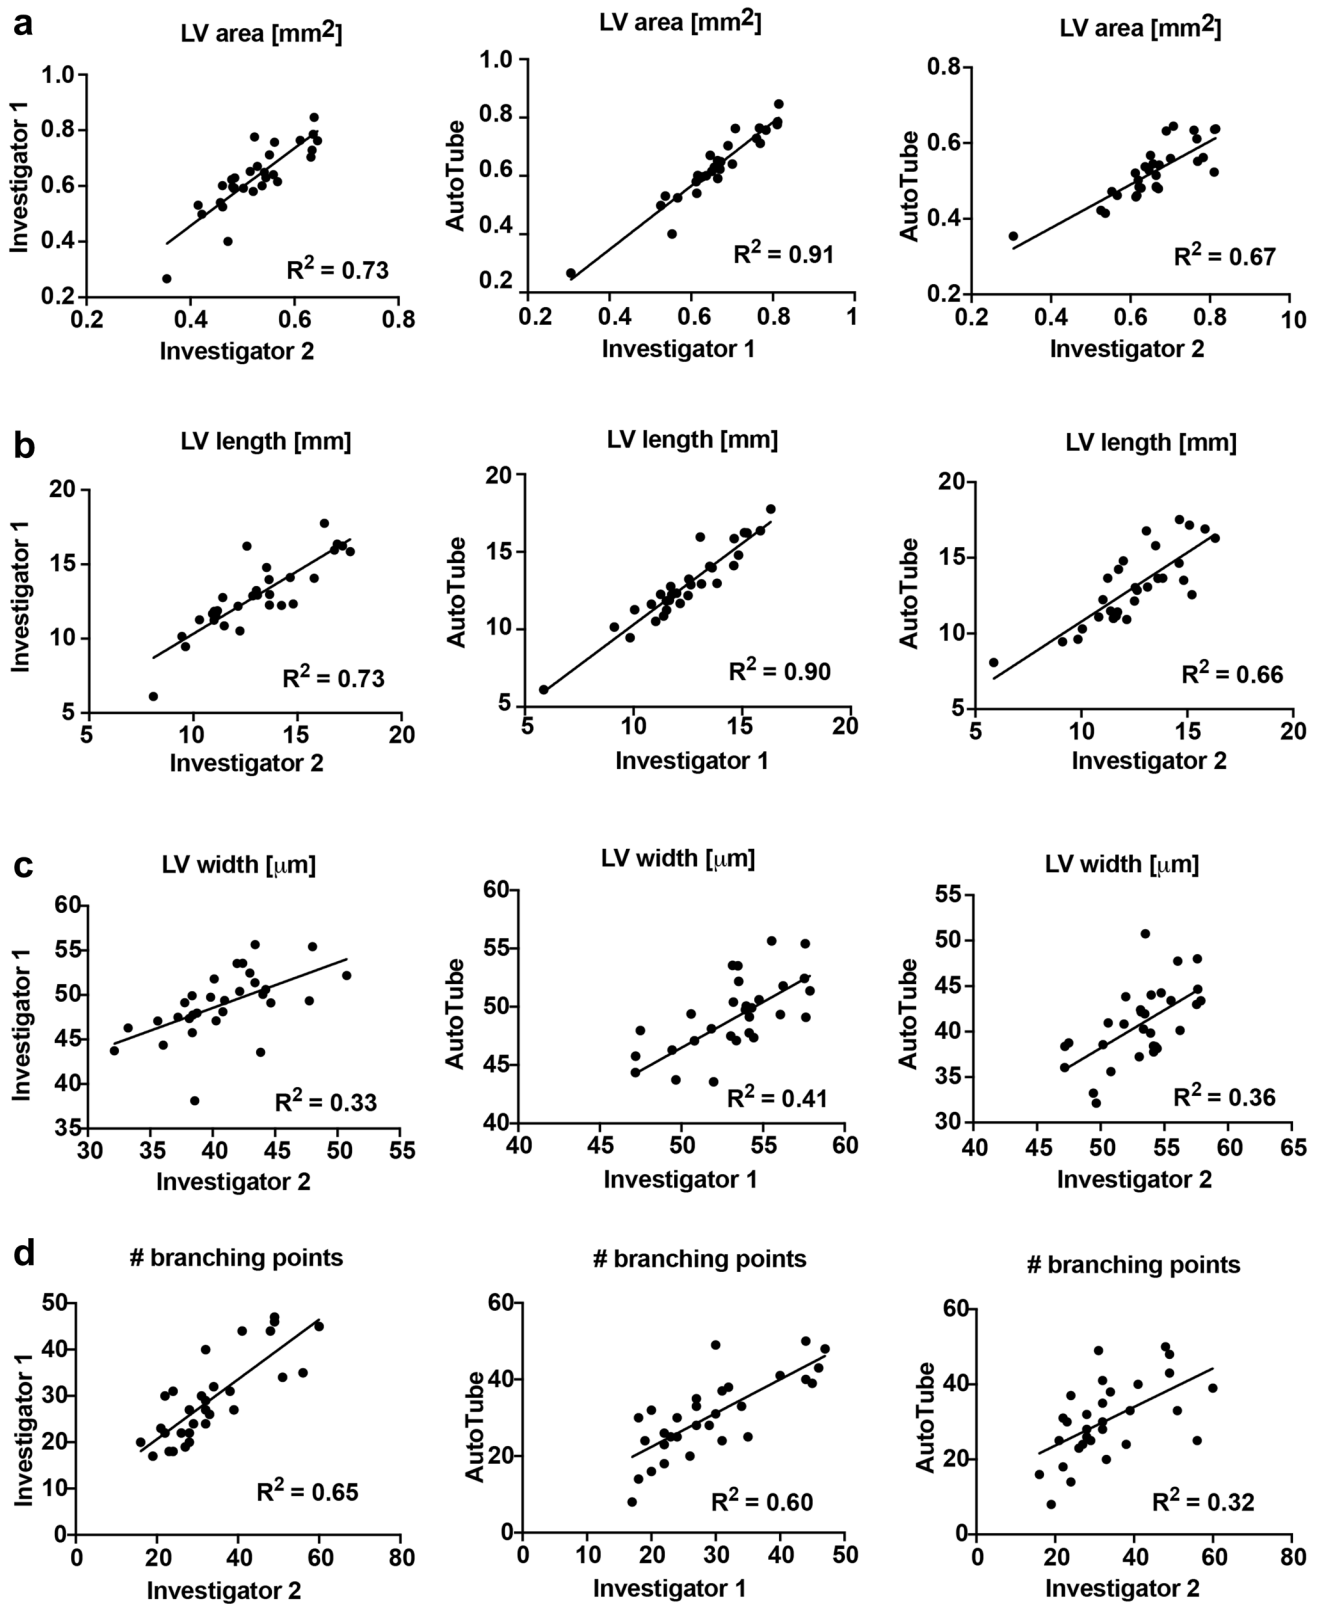 a
LV area [mm2]
Investigator 1
1.0
0.8
0.6
0.4
0.2
0.2 0.4 0.6 0.8
Investigator 2
R2 = 0.73
LV area [mm2]
AutoTube
1.0
0.8
0.6
0.4
0.2
0.2 0.4 0.6 0.8 1
Investigator 1
R2 = 0.91
LV area [mm2]
AutoTube
0.8
0.6
0.4
0.2
0.2 0.4 0.6 0.8 10
Investigator 2
R2 = 0.67
b
LV length [mm]
Investigator 1
20
15
10
5
5 10 15 20
Investigator 2
R2 = 0.73
LV length [mm]
AutoTube
20
15
10
5
5 10 15 20
Investigator 1
R2 = 0.90
LV length [mm]
AutoTube
20
15
10
5
5 10 15 20
Investigator 2
R2 = 0.66
c
LV width [μm]
Investigator 1
60
55
50
45
40
35
30 35 40 45 50 55
Investigator 2
R2 = 0.33
LV width [μm]
AutoTube
60
55
50
45
40
40 45 50 55 60
Investigator 1
R2 = 0.41
LV width [μm]
AutoTube
55
50
45
40
35
30
40 45 50 55 60 65
Investigator 2
R2 = 0.36
d
# branching points
Investigator 1
50
40
30
20
10
0
0 20 40 60 80
Investigator 2
R2 = 0.65
# branching points
AutoTube
60
40
20
0
0 10 20 30 40 50
Investigator 1
R2 = 0.60
# branching points
AutoTube
60
40
20
0
0 20 40 60 80
Investigator 2
R2 = 0.32